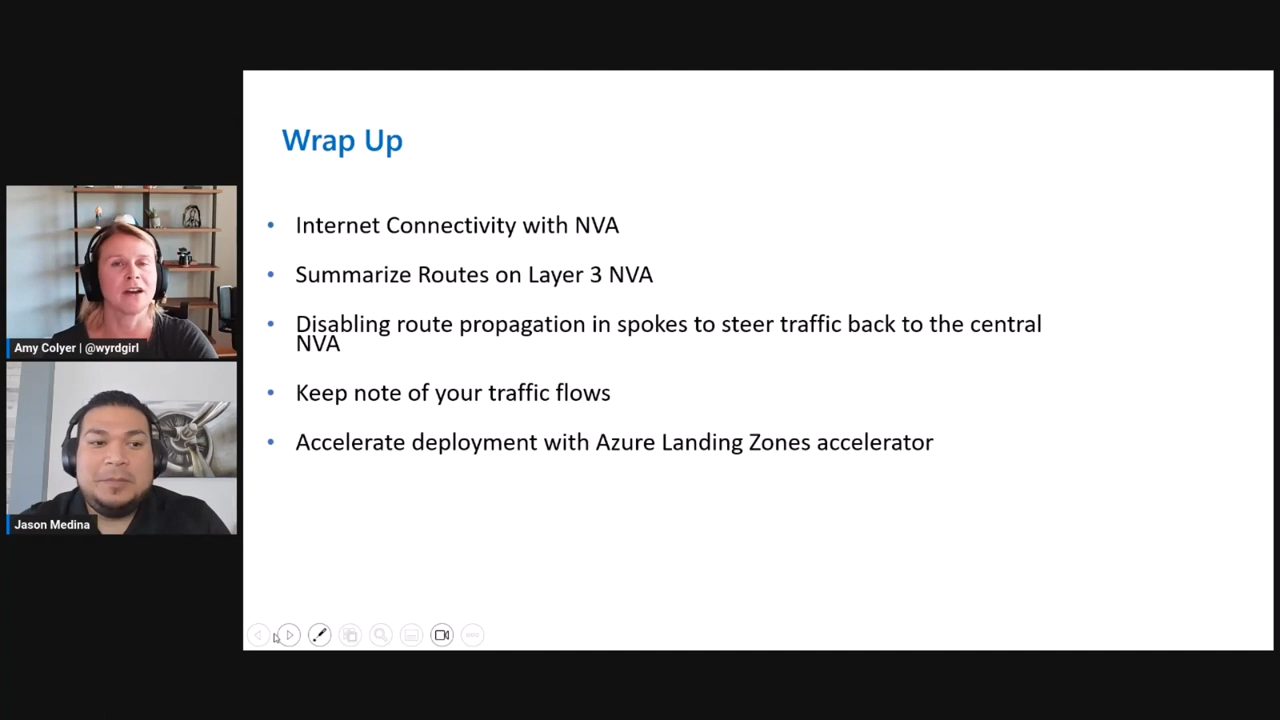 Wrap Up
Internet Connectivity with NVA
Summarize Routes on Layer 3 NVA
Disabling route propagation in spokes to steer traffic back to the central
NVA
Keep note of your traffic flows
Accelerate deployment with Azure Landing Zones accelerator
Amy Colyer | @wyrdgirl
Jason Medina